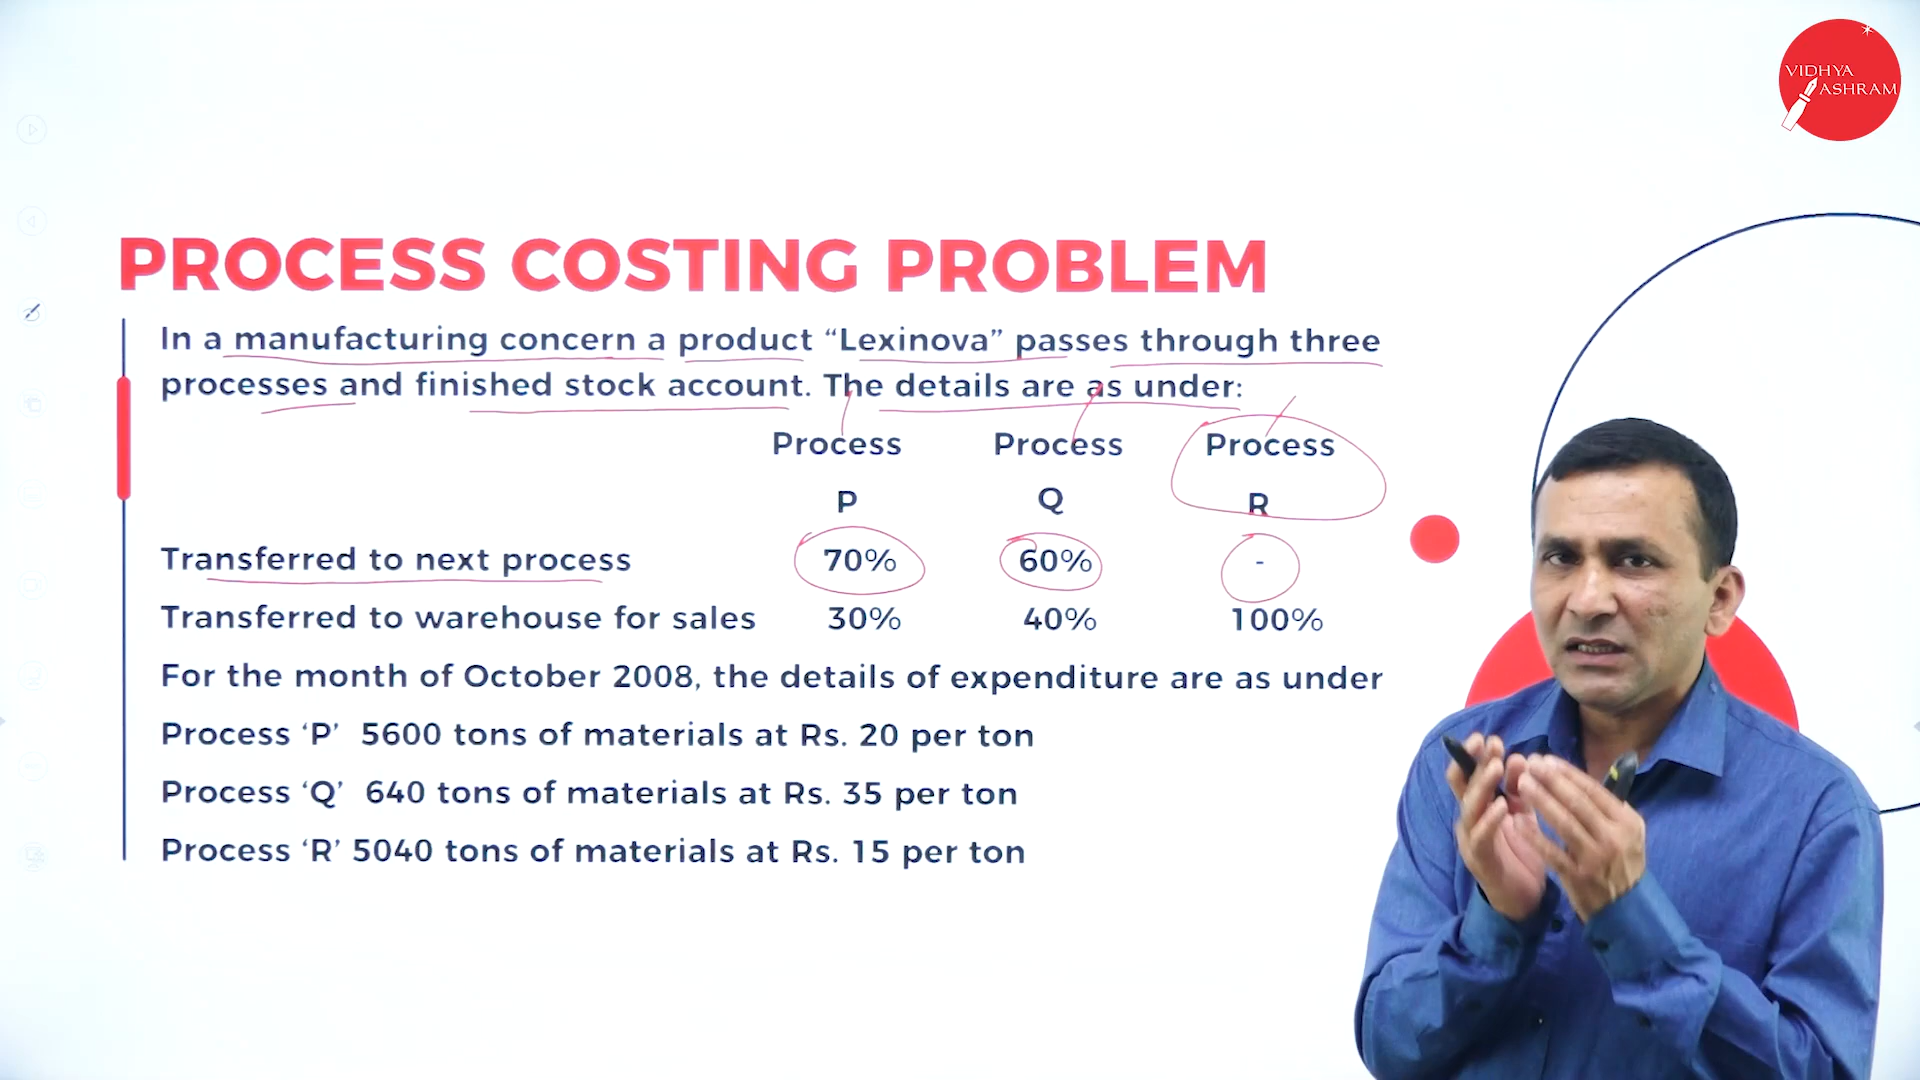 VIDHYA
ASHRAM
PROCESS COSTING PROBLEM
In a manufacturing concern a product “Lexinova” passes through three
processes and finished stock account. The details are as under:
Process Process Process
P Q R
Transferred to next process 70% 60% -
Transferred to warehouse for sales 30% 40% 100%
For the month of October 2008, the details of expenditure are as under
Process ‘P’ 5600 tons of materials at Rs. 20 per ton
Process ‘Q’ 640 tons of materials at Rs. 35 per ton
Process ‘R’ 5040 tons of materials at Rs. 15 per ton